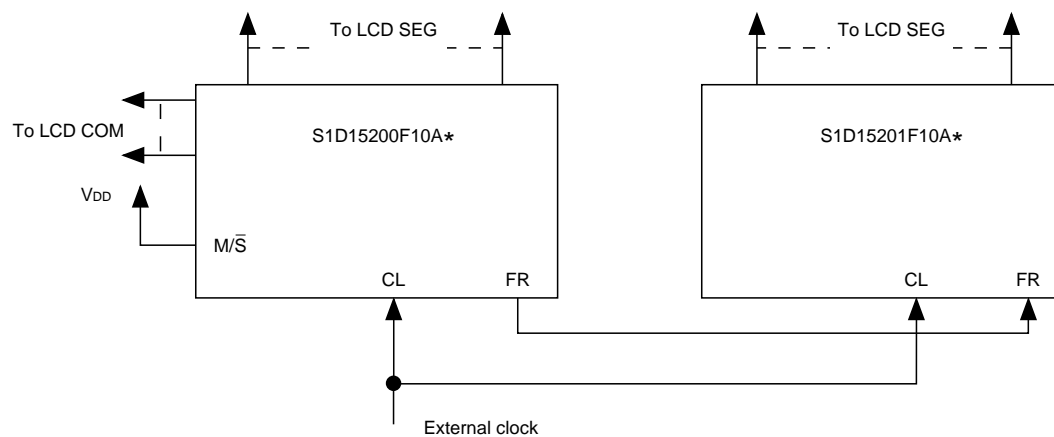 To LCD SEG
To LCD SEG
To LCD COM
S1D15200F10A*
S1D15201F10A*
VDD
M/S̅
CL
FR
CL
FR
External clock